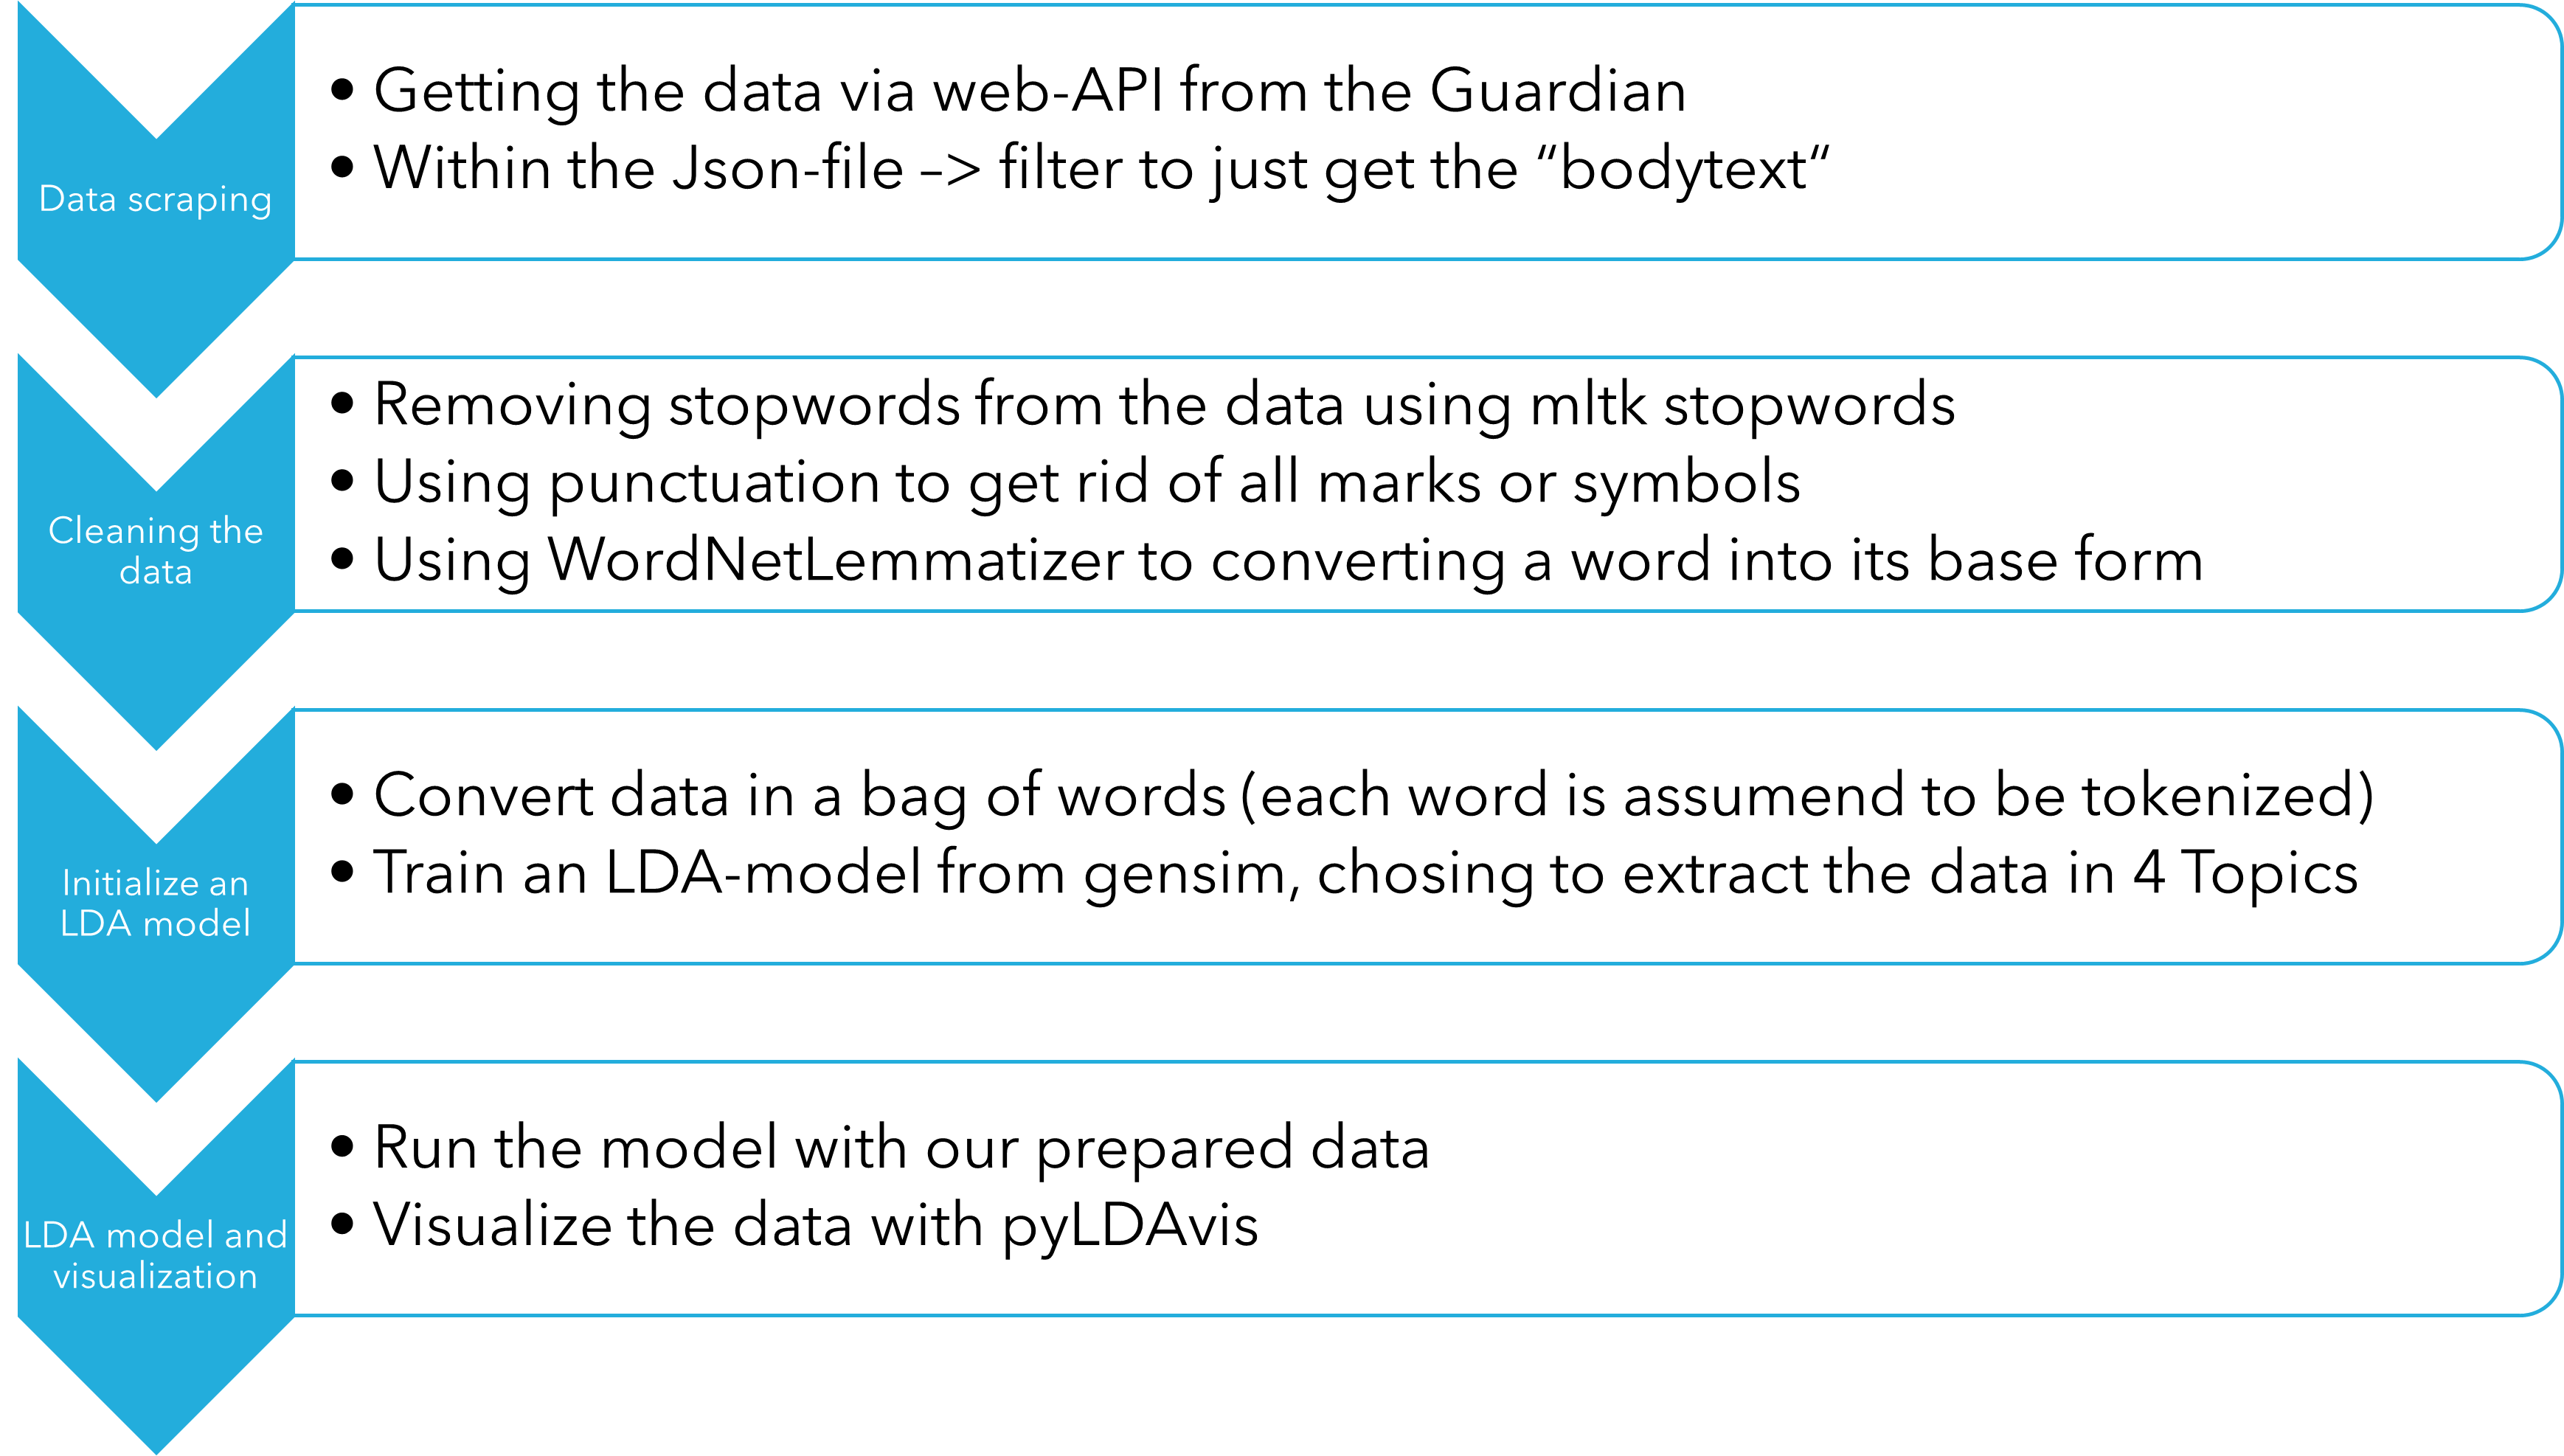 Data scraping
• Getting the data via web-API from the Guardian
• Within the Json-file –> filter to just get the “bodytext“
Cleaning the
data
• Removing stopwords from the data using mltk stopwords
• Using punctuation to get rid of all marks or symbols
• Using WordNetLemmatizer to converting a word into its base form
Initialize an
LDA model
• Convert data in a bag of words (each word is assumend to be tokenized)
• Train an LDA-model from gensim, chosing to extract the data in 4 Topics
LDA model and
visualization
• Run the model with our prepared data
• Visualize the data with pyLDAvis